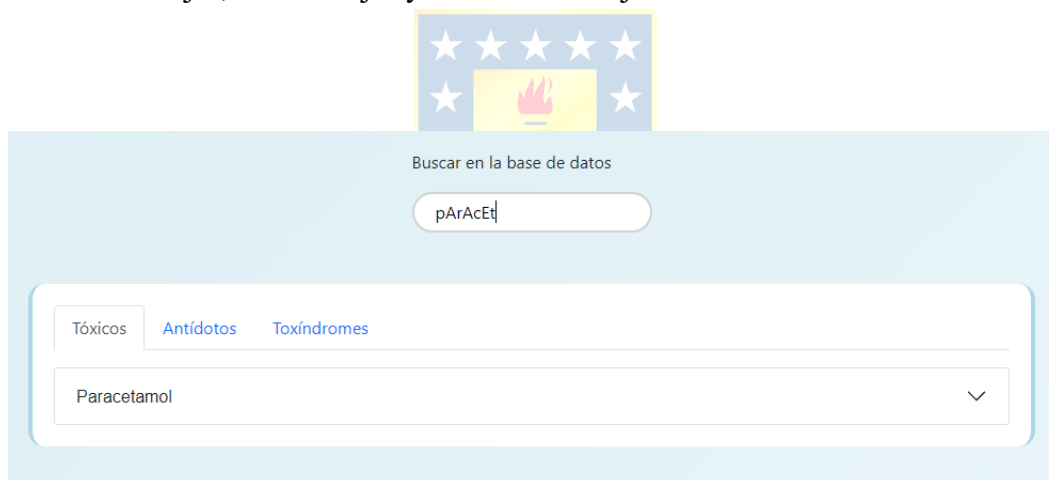 Buscar en la base de datos
pArAcEt
Tóxicos Antídotos Toxíndromes
Paracetamol